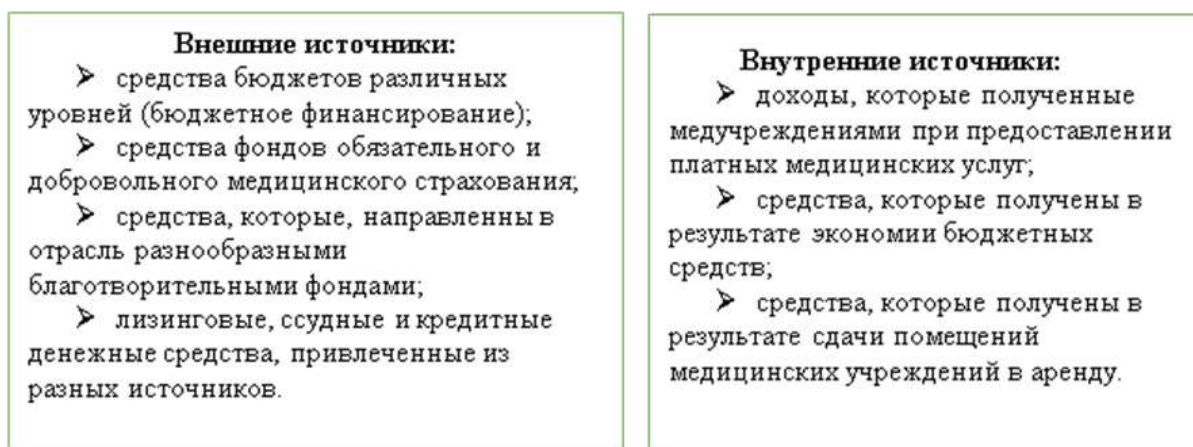 Внешние источники:
➤ средства бюджетов различных
уровней (бюджетное финансирование);
➤ средства фондов обязательного и
добровольного медицинского страхования;
➤ средства, которые, направленны в
отрасль разнообразными
благотворительными фондами;
➤ лизинговые, ссудные и кредитные
денежные средства, привлеченные из
разных источников.
Внутренние источники:
➤ доходы, которые полученные
медучреждениями при предоставлении
платных медицинских услуг;
➤ средства, которые получены в
результате экономии бюджетных
средств;
➤ средства, которые получены в
результате сдачи помещений
медицинских учреждений в аренду.